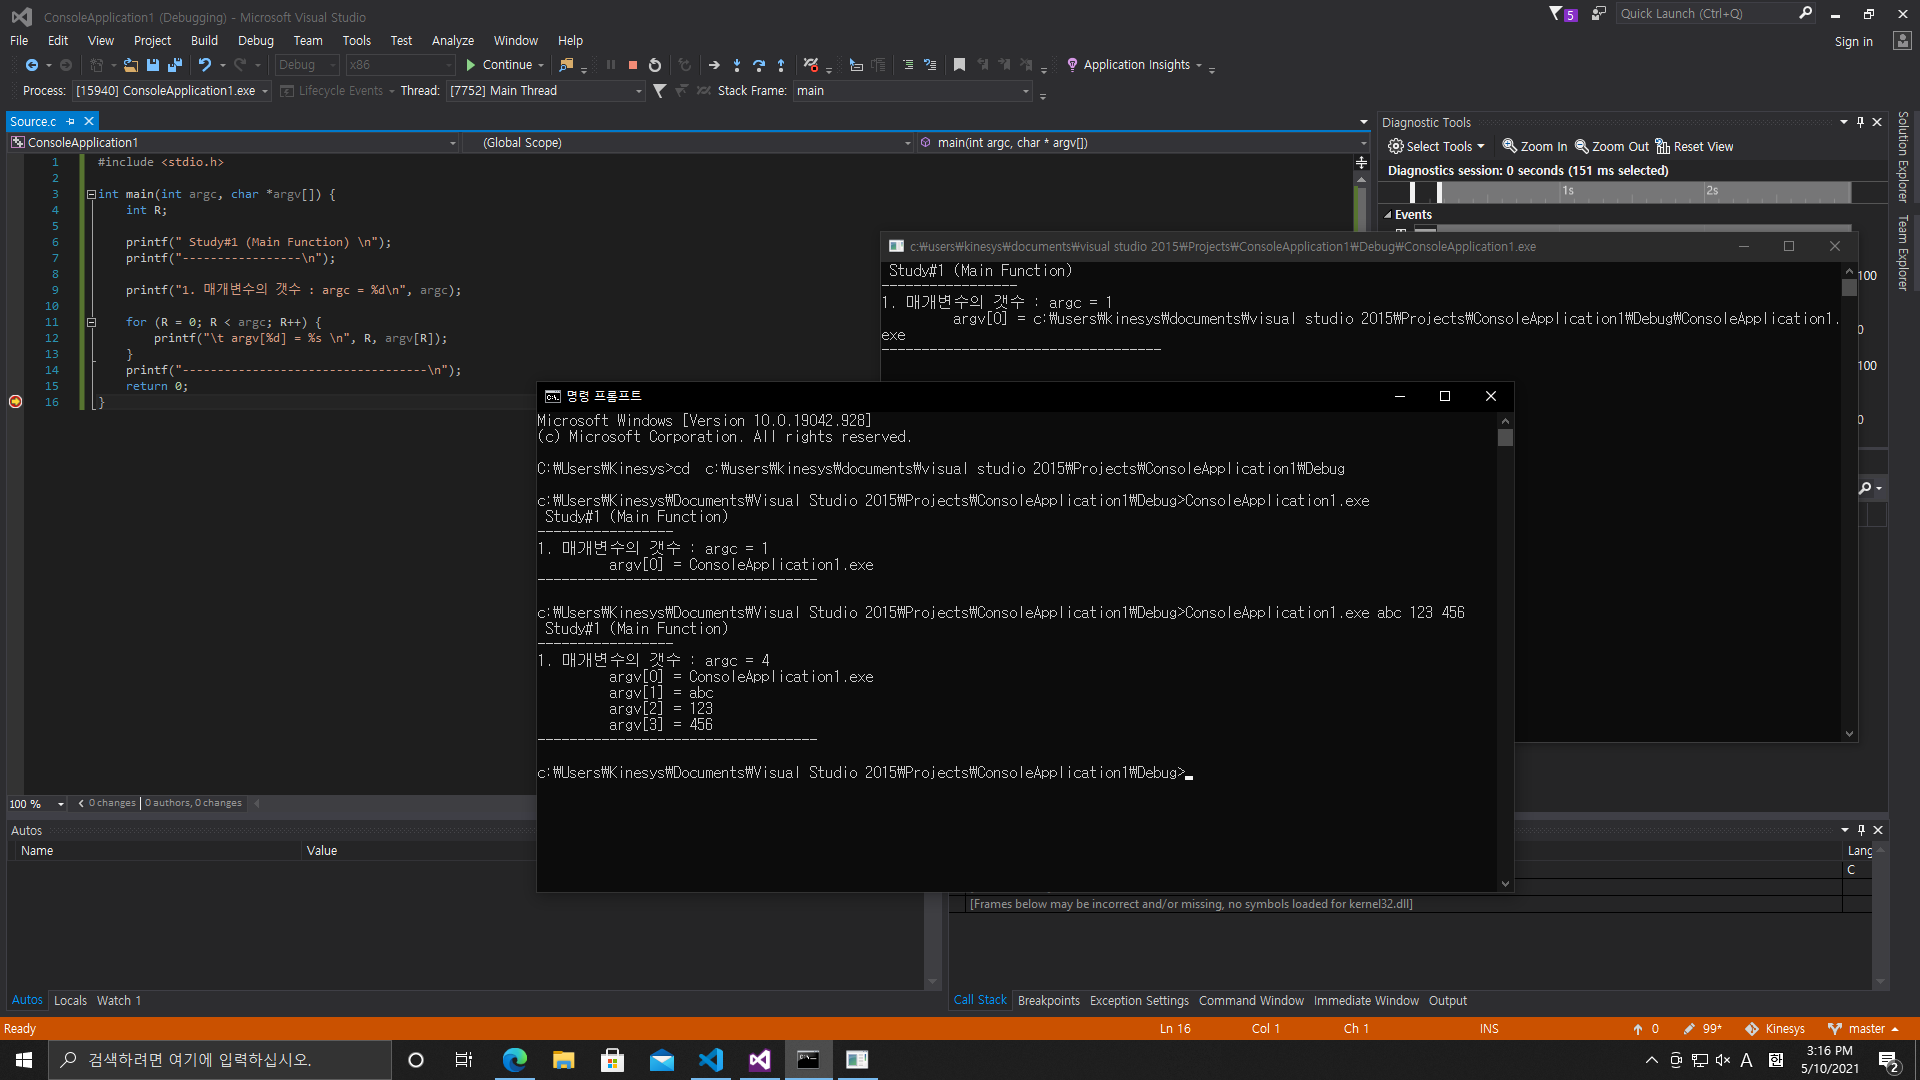 ConsoleApplication1 (Debugging) - Microsoft Visual Studio
5
Quick Launch (Ctrl+Q)
File Edit View Project Build Debug Team Tools Test Analyze Window Help
Sign in
Debug x86 Continue Application Insights
Process: [15940] ConsoleApplication1.exe Lifecycle Events Thread: [7752] Main Thread Stack Frame: main
Source.c
ConsoleApplication1 (Global Scope) main(int argc, char * argv[])
1 #include <stdio.h>
2
3 int main(int argc, char *argv[]) {
4 int R;
5
6 printf(" Study#1 (Main Function) \n");
7 printf("-----------------\n");
8
9 printf("1. 매개변수의 갯수 : argc = %d\n", argc);
10
11 for (R = 0; R < argc; R++) {
12 printf("\t argv[%d] = %s \n", R, argv[R]);
13 }
14 printf("-----------------------------------\n");
15 return 0;
16 }
Diagnostic Tools
Select Tools Zoom In Zoom Out Reset View
Diagnostics session: 0 seconds (151 ms selected)
1s 2s
Events
100
0
100
0
Solution Explorer
Team Explorer
c:₩users₩kinesys₩documents₩visual studio 2015₩Projects₩ConsoleApplication1₩Debug₩ConsoleApplication1.exe
Study#1 (Main Function)
-----------------
1. 매개변수의 갯수 : argc = 1
argv[0] = c:₩users₩kinesys₩documents₩visual studio 2015₩Projects₩ConsoleApplication1₩Debug₩ConsoleApplication1.
exe
-----------------------------------
명령 프롬프트
Microsoft Windows [Version 10.0.19042.928]
(c) Microsoft Corporation. All rights reserved.
C:₩Users₩Kinesys>cd  c:₩users₩kinesys₩documents₩visual studio 2015₩Projects₩ConsoleApplication1₩Debug
c:₩Users₩Kinesys₩Documents₩Visual Studio 2015₩Projects₩ConsoleApplication1₩Debug>ConsoleApplication1.exe
Study#1 (Main Function)
-----------------
1. 매개변수의 갯수 : argc = 1
argv[0] = ConsoleApplication1.exe
-----------------------------------
c:₩Users₩Kinesys₩Documents₩Visual Studio 2015₩Projects₩ConsoleApplication1₩Debug>ConsoleApplication1.exe abc 123 456
Study#1 (Main Function)
-----------------
1. 매개변수의 갯수 : argc = 4
argv[0] = ConsoleApplication1.exe
argv[1] = abc
argv[2] = 123
argv[3] = 456
-----------------------------------
c:₩Users₩Kinesys₩Documents₩Visual Studio 2015₩Projects₩ConsoleApplication1₩Debug>
100 % 0 changes | 0 authors, 0 changes
Autos
Name Value
Lang
C
[Frames below may be incorrect and/or missing, no symbols loaded for kernel32.dll]
Autos Locals Watch 1
Call Stack Breakpoints Exception Settings Command Window Immediate Window Output
Ready Ln 16 Col 1 Ch 1 INS 0 99* Kinesys master
검색하려면 여기에 입력하십시오.
A 한
3:16 PM
5/10/2021
2